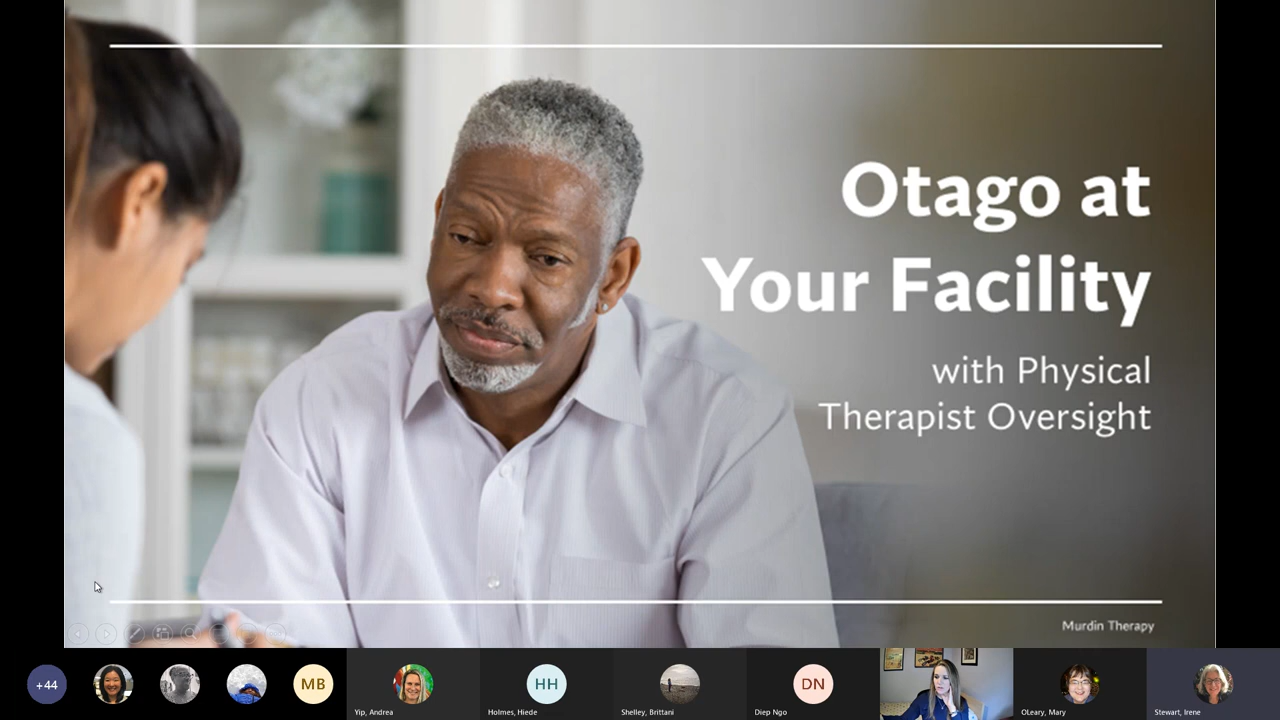 Otago at
Your Facility
with Physical
Therapist Oversight
Murdin Therapy
+44
MB
HH
DN
Yip, Andrea
Holmes, Hiede
Shelley, Brittani
Diep Ngo
OLeary, Mary
Stewart, Irene